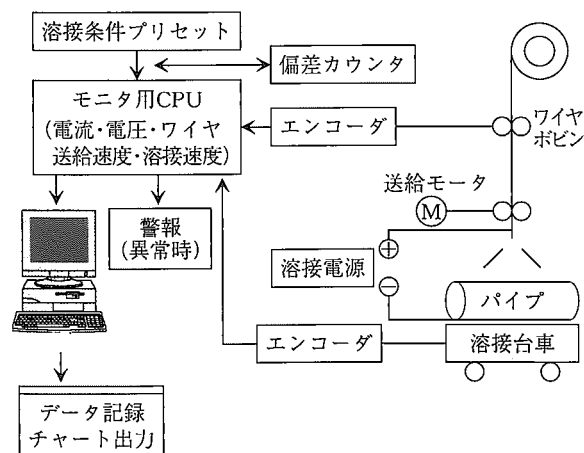 溶接条件プリセット
偏差カウンタ
モニタ用CPU
(電流・電圧・ワイヤ
送給速度・溶接速度)
エンコーダ
ワイヤ
ボビン
送給モータ
M
警報
(異常時)
溶接電源
+
−
パイプ
エンコーダ
溶接台車
データ記録
チャート出力